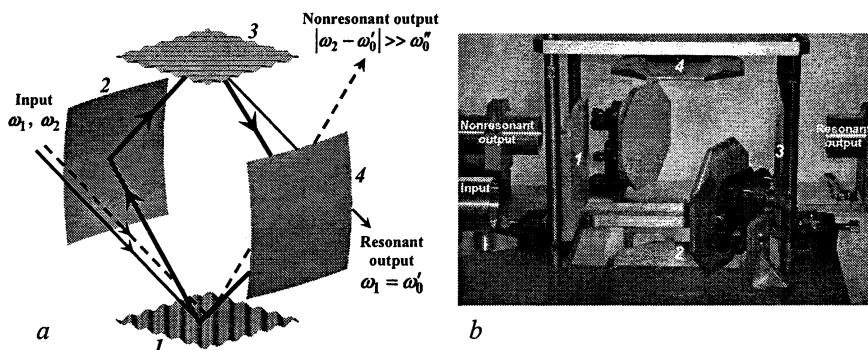 Nonresonant output
|ω₂ − ω₀′| >> ω₀″
3
2
Input
ω₁, ω₂
4
Resonant
output
ω₁ = ω₀′
1
a
4
Nonresonant
output
1
3
Resonant
output
Input
2
b